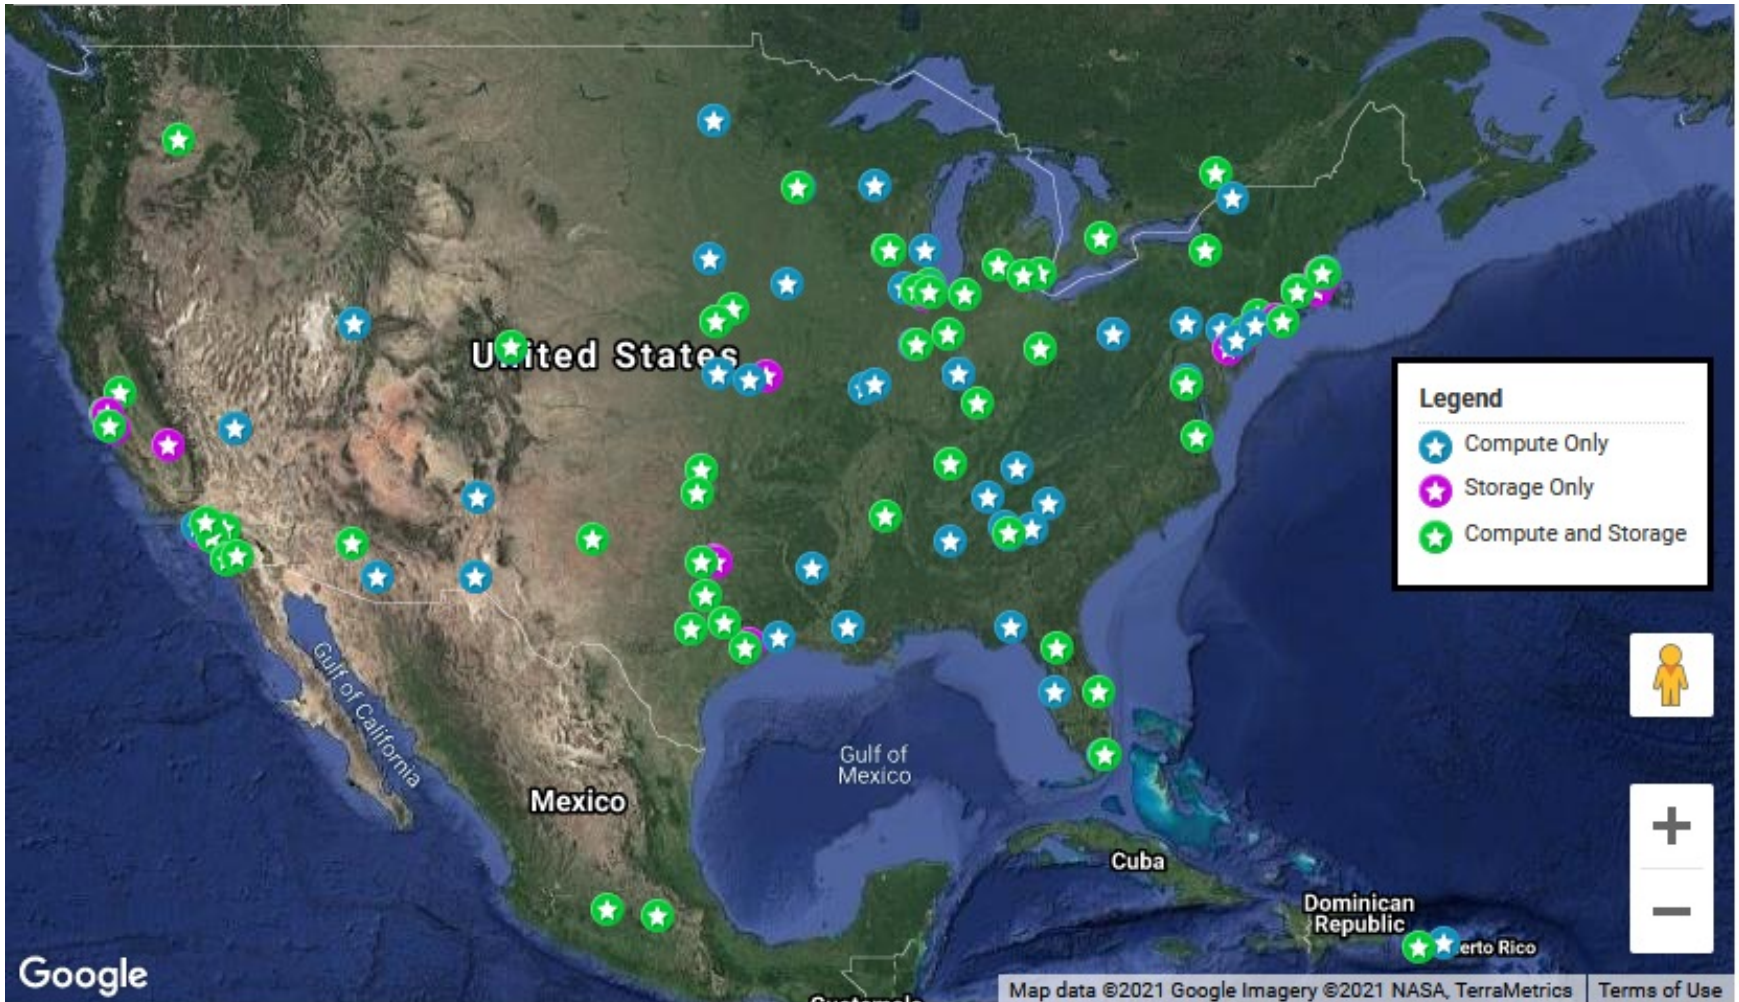 United States
Legend
Compute Only
Storage Only
Compute and Storage
Gulf of California
Gulf of
Mexico
Mexico
Cuba
Dominican
Republic
erto Rico
Google
Map data ©2021 Google Imagery ©2021 NASA, TerraMetrics
Terms of Use